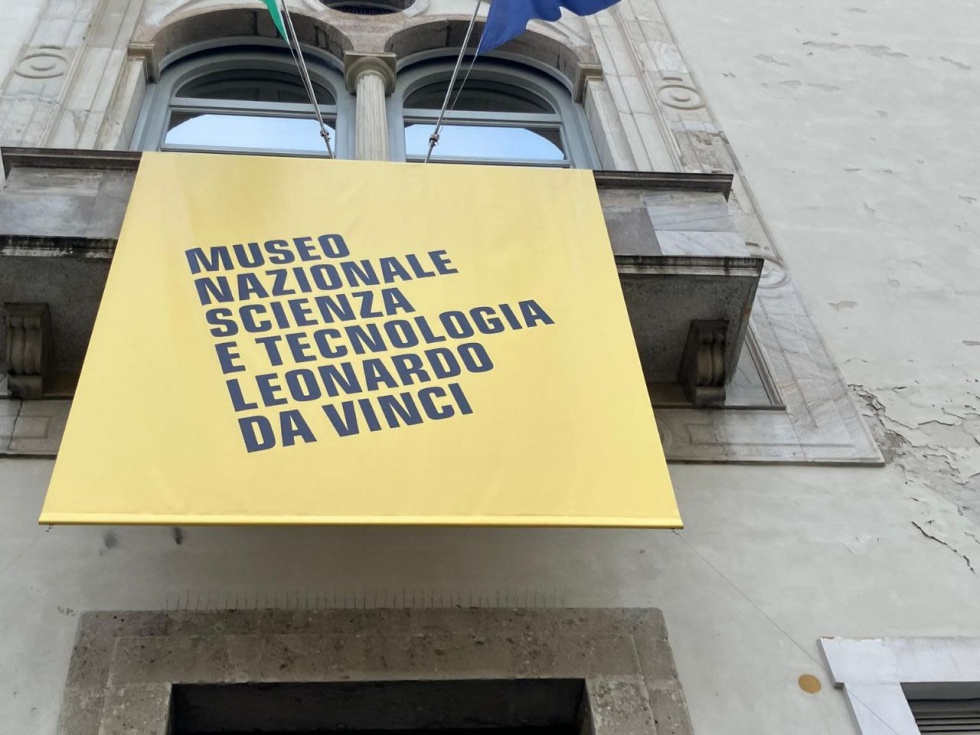 MUSEO
NAZIONALE
SCIENZA
E TECNOLOGIA
LEONARDO
DA VINCI